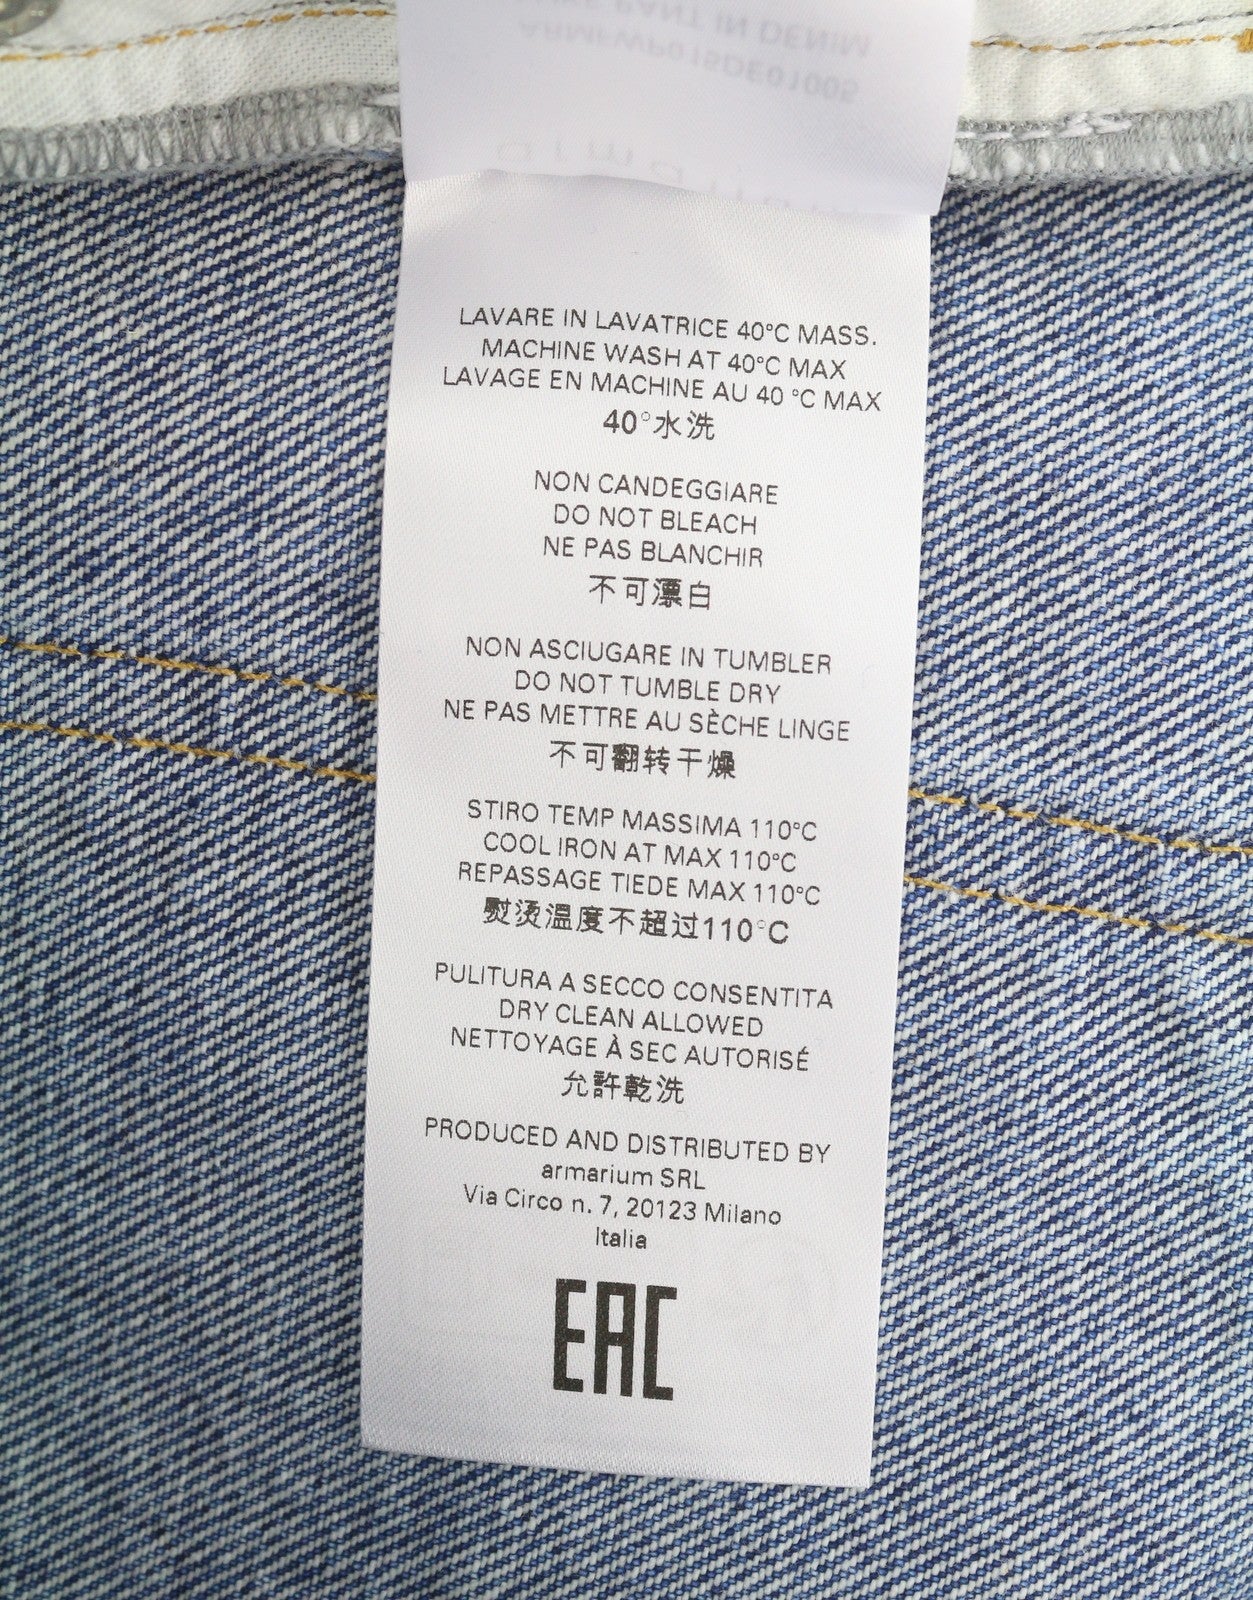 PANT IN DENIM
ARMFWP019DE01005
LAVARE IN LAVATRICE 40°C MASS.
MACHINE WASH AT 40°C MAX
LAVAGE EN MACHINE AU 40 °C MAX
40°水洗
NON CANDEGGIARE
DO NOT BLEACH
NE PAS BLANCHIR
不可漂白
NON ASCIUGARE IN TUMBLER
DO NOT TUMBLE DRY
NE PAS METTRE AU SÈCHE LINGE
不可翻转干燥
STIRO TEMP MASSIMA 110°C
COOL IRON AT MAX 110°C
REPASSAGE TIEDE MAX 110°C
熨烫溫度不超过110°C
PULITURA A SECCO CONSENTITA
DRY CLEAN ALLOWED
NETTOYAGE À SEC AUTORISÉ
允許乾洗
PRODUCED AND DISTRIBUTED BY
armarium SRL
Via Circo n. 7, 20123 Milano
Italia
EAC